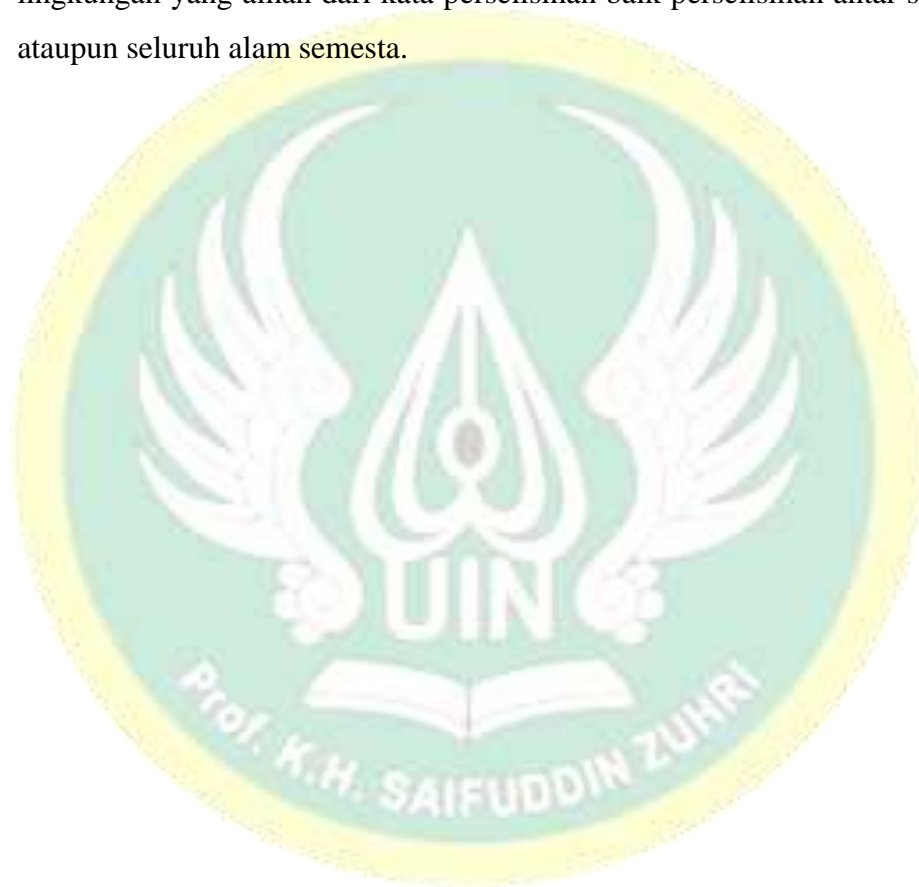 lingkungan yang aman dari kata perselisihan baik perselisihan antar
ataupun seluruh alam semesta.
UIN
Prof. K.H. SAIFUDDIN ZUHRI